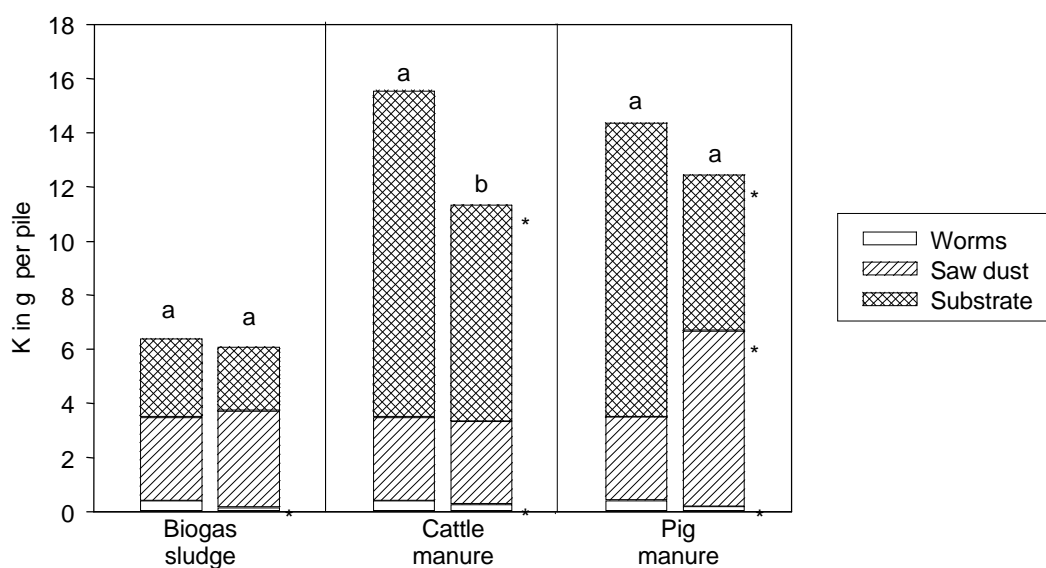 K in g per pile
18
16
14
12
10
8
6
4
2
0
a
a
a
b
a
a
*
*
*
*
*
*
Biogas
sludge
Cattle
manure
Pig
manure
Worms
Saw dust
Substrate